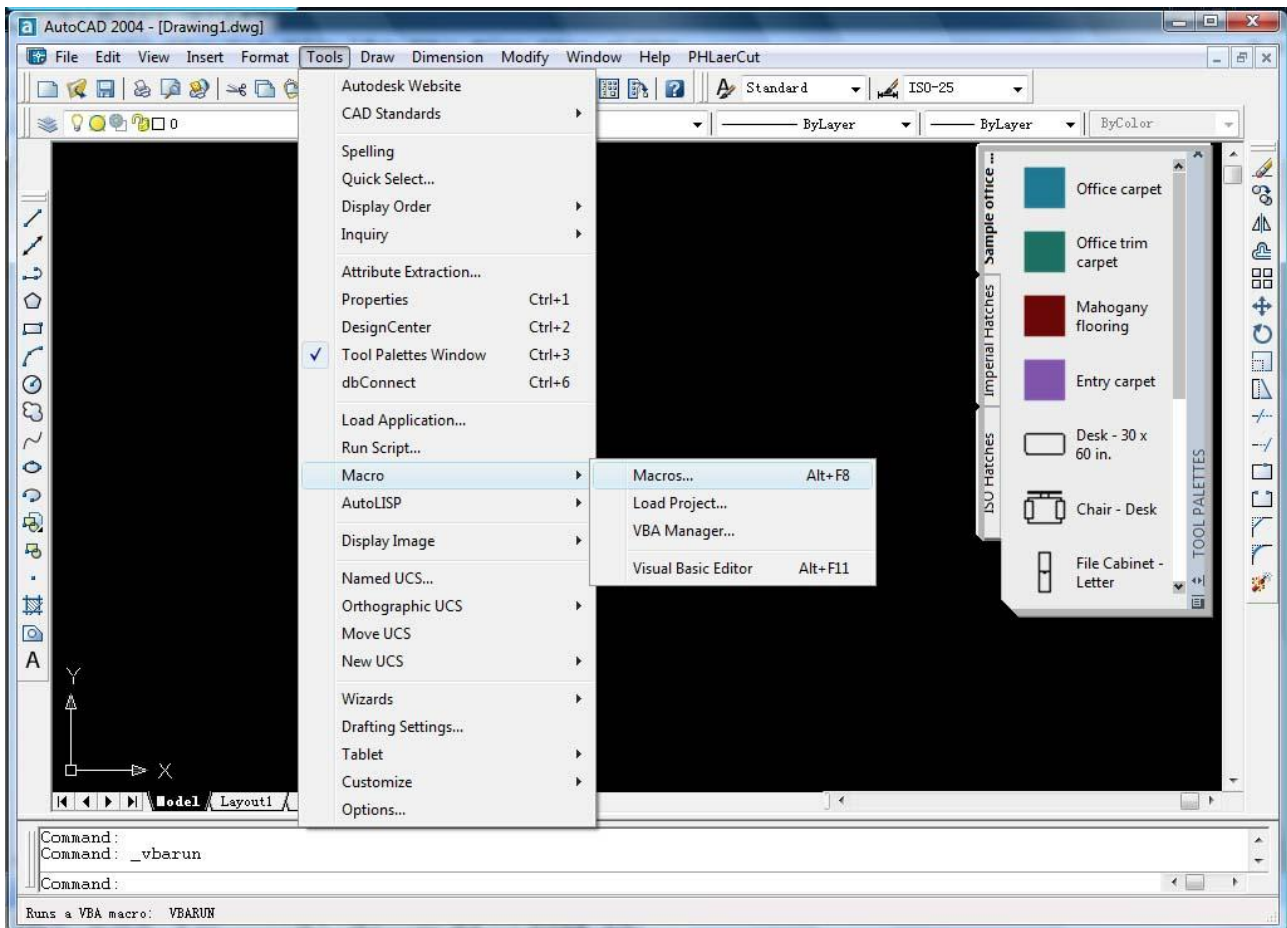 AutoCAD 2004 - [Drawing1.dwg]
File Edit View Insert Format Tools Draw Dimension Modify Window Help PHLaerCut
Standard ISO-25
0 ByLayer ByLayer ByColor
Autodesk Website
CAD Standards
Spelling
Quick Select...
Display Order
Inquiry
Attribute Extraction...
Properties Ctrl+1
DesignCenter Ctrl+2
Tool Palettes Window Ctrl+3
dbConnect Ctrl+6
Load Application...
Run Script...
Macro
AutoLISP
Display Image
Named UCS...
Orthographic UCS
Move UCS
New UCS
Wizards
Drafting Settings...
Tablet
Customize
Options...
Macros... Alt+F8
Load Project...
VBA Manager...
Visual Basic Editor Alt+F11
Sample office ...
Imperial Hatches
ISO Hatches
Office carpet
Office trim
carpet
Mahogany
flooring
Entry carpet
Desk - 30 x
60 in.
Chair - Desk
File Cabinet -
Letter
TOOL PALETTES
A
Y
X
Model Layout1
Command:
Command: _vbarun
Command:
Runs a VBA macro: VBARUN